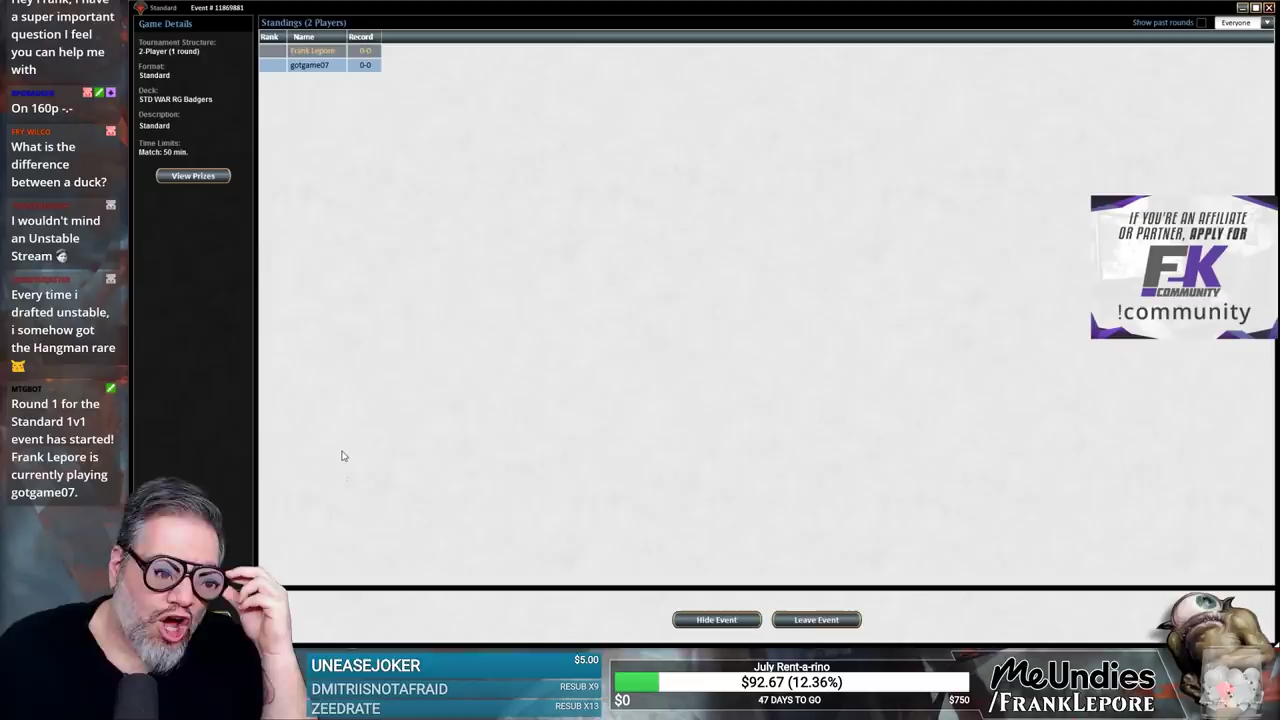 Hey Frank, I have
a super important
question I feel
you can help me
with
On 160p -.-
FRY WILCO
What is the
difference
between a duck?
I wouldn't mind
an Unstable
Stream
Every time i
drafted unstable,
i somehow got
the Hangman rare
MTGBOT
Round 1 for the
Standard 1v1
event has started!
Frank Lepore is
currently playing
gotgame07.
Standard Event # 11869881
Game Details
Tournament Structure:
2-Player (1 round)
Format:
Standard
Deck:
STD WAR RG Badgers
Description:
Standard
Time Limits:
Match: 50 min.
View Prizes
Standings (2 Players)
Show past rounds
Everyone
Rank Name Record
Frank Lepore 0-0
gotgame07 0-0
IF YOU'RE AN AFFILIATE
OR PARTNER, APPLY FOR
F2K
COMMUNITY
!community
Hide Event Leave Event
UNEASEJOKER $5.00
DMITRIISNOTAFRAID RESUB X9
ZEEDRATE RESUB X13
July Rent-a-rino
$92.67 (12.36%)
$0 47 DAYS TO GO $750
MeUndies
/FRANKLEPORE